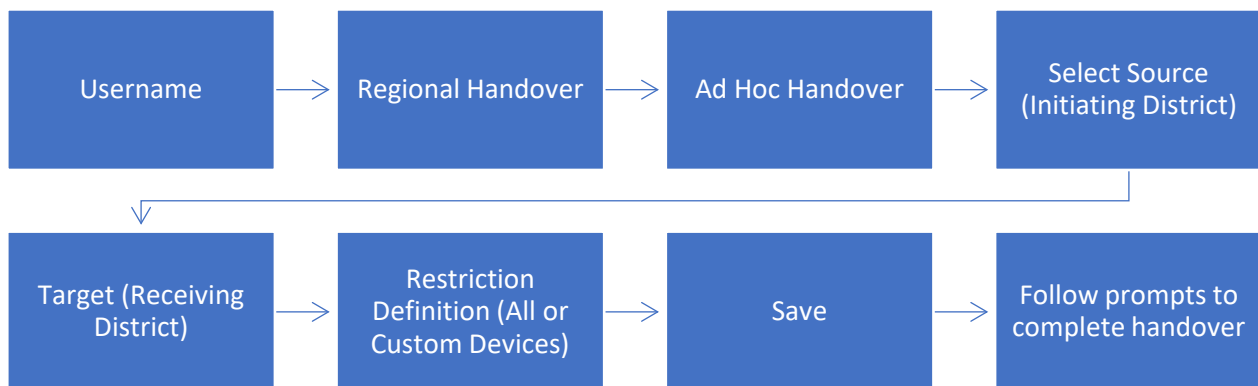 Username
Regional Handover
Ad Hoc Handover
Select Source
(Initiating District)
Target (Receiving
District)
Restriction
Definition (All or
Custom Devices)
Save
Follow prompts to
complete handover